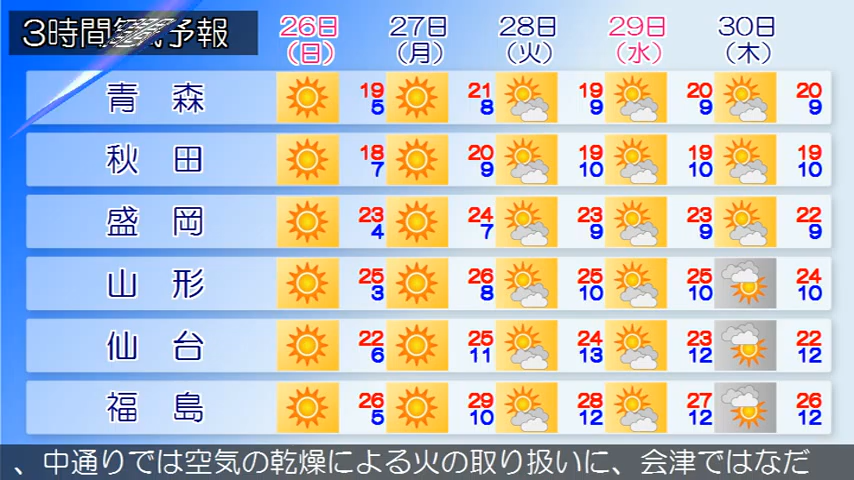 3時間 予報
26日 27日 28日 29日 30日
(日) (月) (火) (水) (木)
青森 19 5 21 8 19 9 20 9 20 9
秋田 18 7 20 9 19 10 19 10 19 10
盛岡 23 4 24 7 23 9 23 9 22 9
山形 25 3 26 8 25 10 25 10 24 10
仙台 22 6 25 11 24 13 23 12 22 12
福島 26 5 29 10 28 12 27 12 26 12
、中通りでは空気の乾燥による火の取り扱いに、会津ではなだ